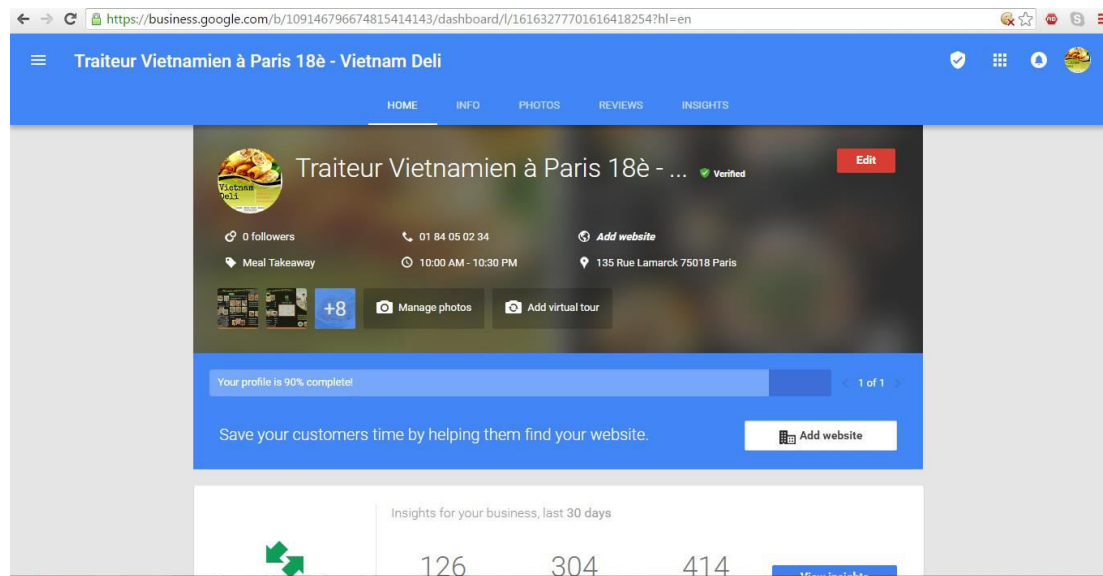 https://business.google.com/b/109146796674815414143/dashboard/l/16163277701616418254?hl=en
Traiteur Vietnamien à Paris 18è - Vietnam Deli
HOME INFO PHOTOS REVIEWS INSIGHTS
Vietnam
Deli
Traiteur Vietnamien à Paris 18è - ... Verified
Edit
0 followers 01 84 05 02 34 Add website
Meal Takeaway 10:00 AM - 10:30 PM 135 Rue Lamarck 75018 Paris
+8 Manage photos Add virtual tour
Your profile is 90% complete! 1 of 1
Save your customers time by helping them find your website. Add website
Insights for your business, last 30 days
126 304 414 View insights